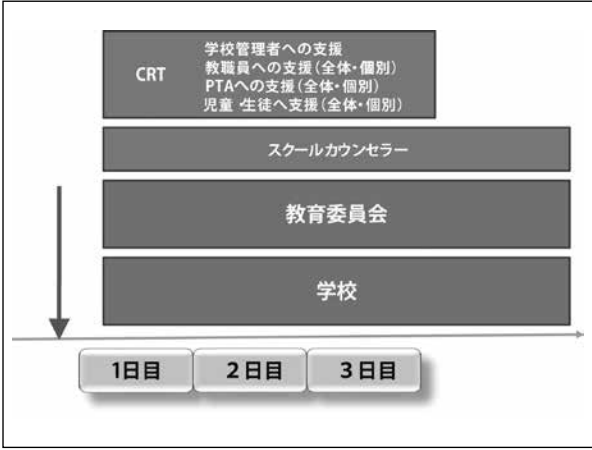 CRT
学校管理者への支援
教職員への支援（全体・個別）
PTAへの支援（全体・個別）
児童・生徒へ支援（全体・個別）
スクールカウンセラー
教育委員会
学校
1日目
2日目
3日目